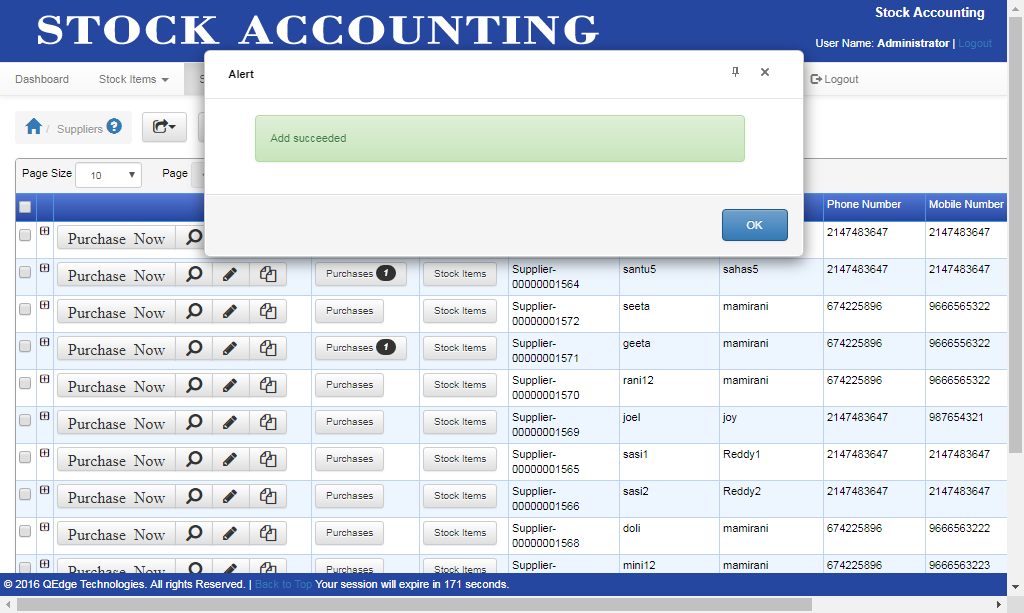 STOCK ACCOUNTING
Stock Accounting
User Name: Administrator | Logout
Dashboard Stock Items Logout
Alert
Add succeeded
OK
/ Suppliers ?
Page Size 10 Page
Phone Number Mobile Number
Purchase Now 2147483647 2147483647
Purchase Now Purchases 1 Stock Items Supplier-00000001564 santu5 sahas5 2147483647 2147483647
Purchase Now Purchases Stock Items Supplier-00000001572 seeta mamirani 674225896 9666565322
Purchase Now Purchases 1 Stock Items Supplier-00000001571 geeta mamirani 674225896 9666556322
Purchase Now Purchases Stock Items Supplier-00000001570 rani12 mamirani 674225896 9666565322
Purchase Now Purchases Stock Items Supplier-00000001569 joel joy 2147483647 987654321
Purchase Now Purchases Stock Items Supplier-00000001565 sasi1 Reddy1 2147483647 2147483647
Purchase Now Purchases Stock Items Supplier-00000001566 sasi2 Reddy2 2147483647 2147483647
Purchase Now Purchases Stock Items Supplier-00000001568 doli mamirani 674225896 9666563222
Purchase Now Purchases Stock Items Supplier- mini12 mamirani 674225896 9666563223
© 2016 QEdge Technologies. All rights Reserved. | Back to Top Your session will expire in 171 seconds.